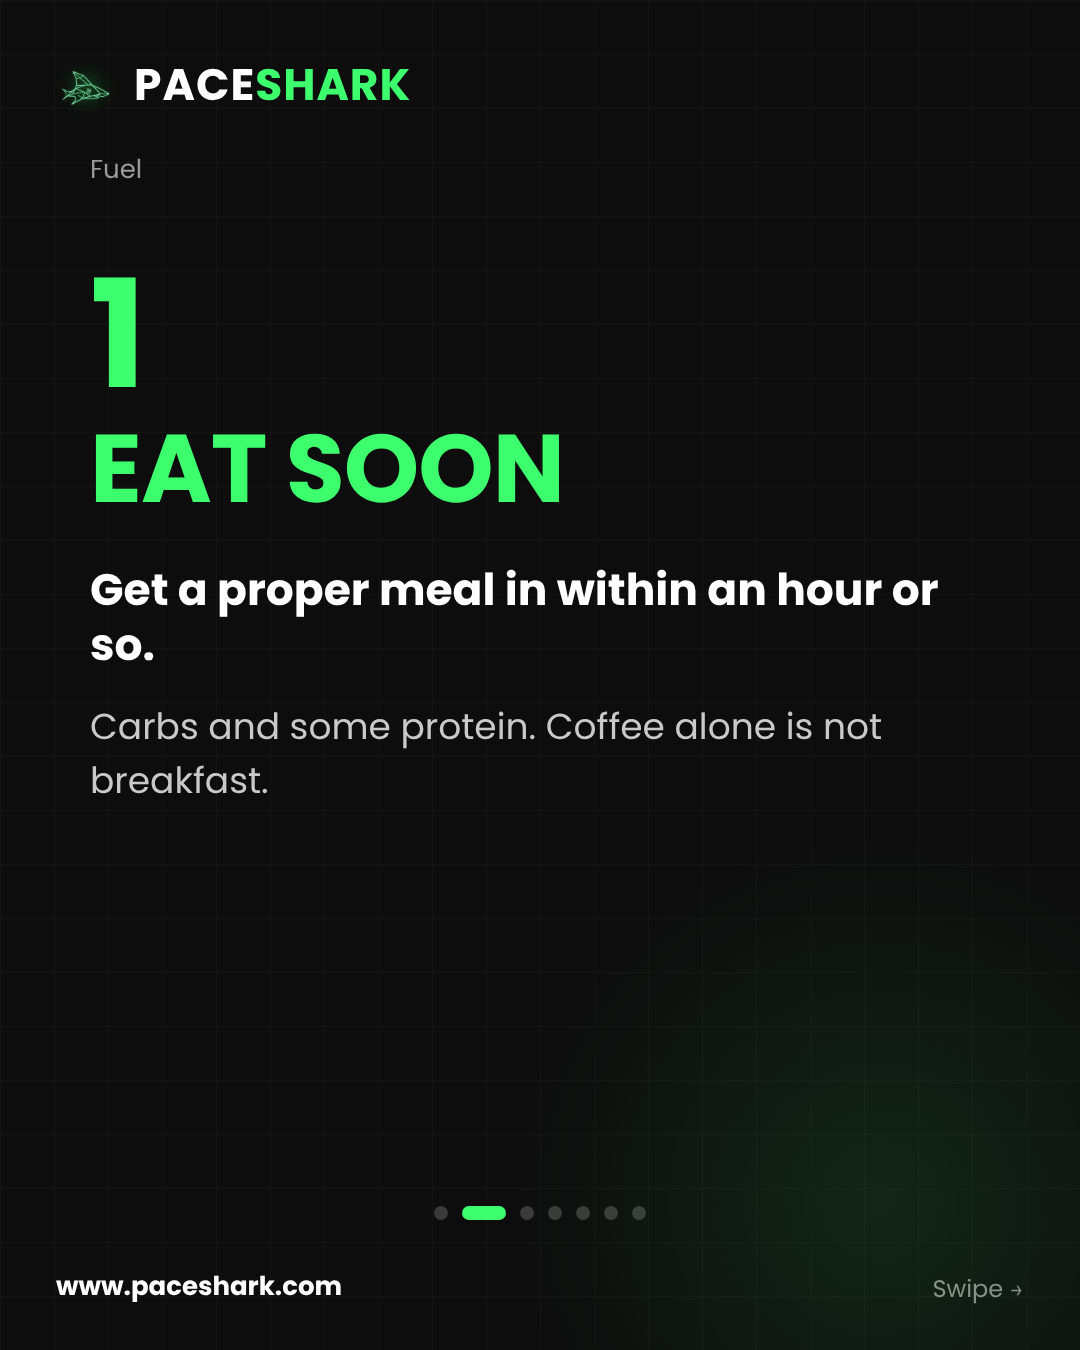 PACESHARK
Fuel
1
EAT SOON
Get a proper meal in within an hour or
so.
Carbs and some protein. Coffee alone is not
breakfast.
www.paceshark.com
Swipe →